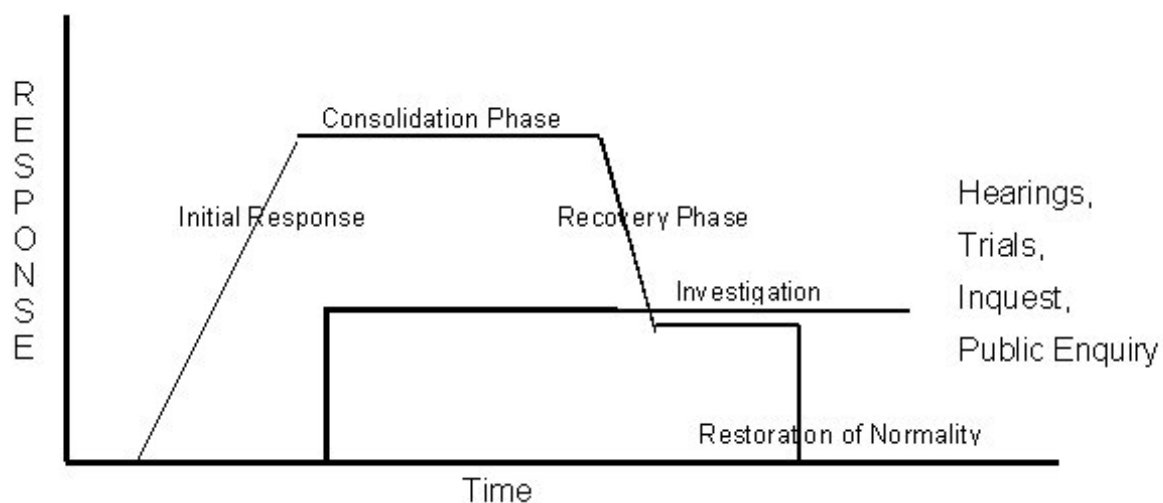 RESPONSE
Consolidation Phase
Initial Response
Recovery Phase
Investigation
Hearings,
Trials,
Inquest,
Public Enquiry
Restoration of Normality
Time